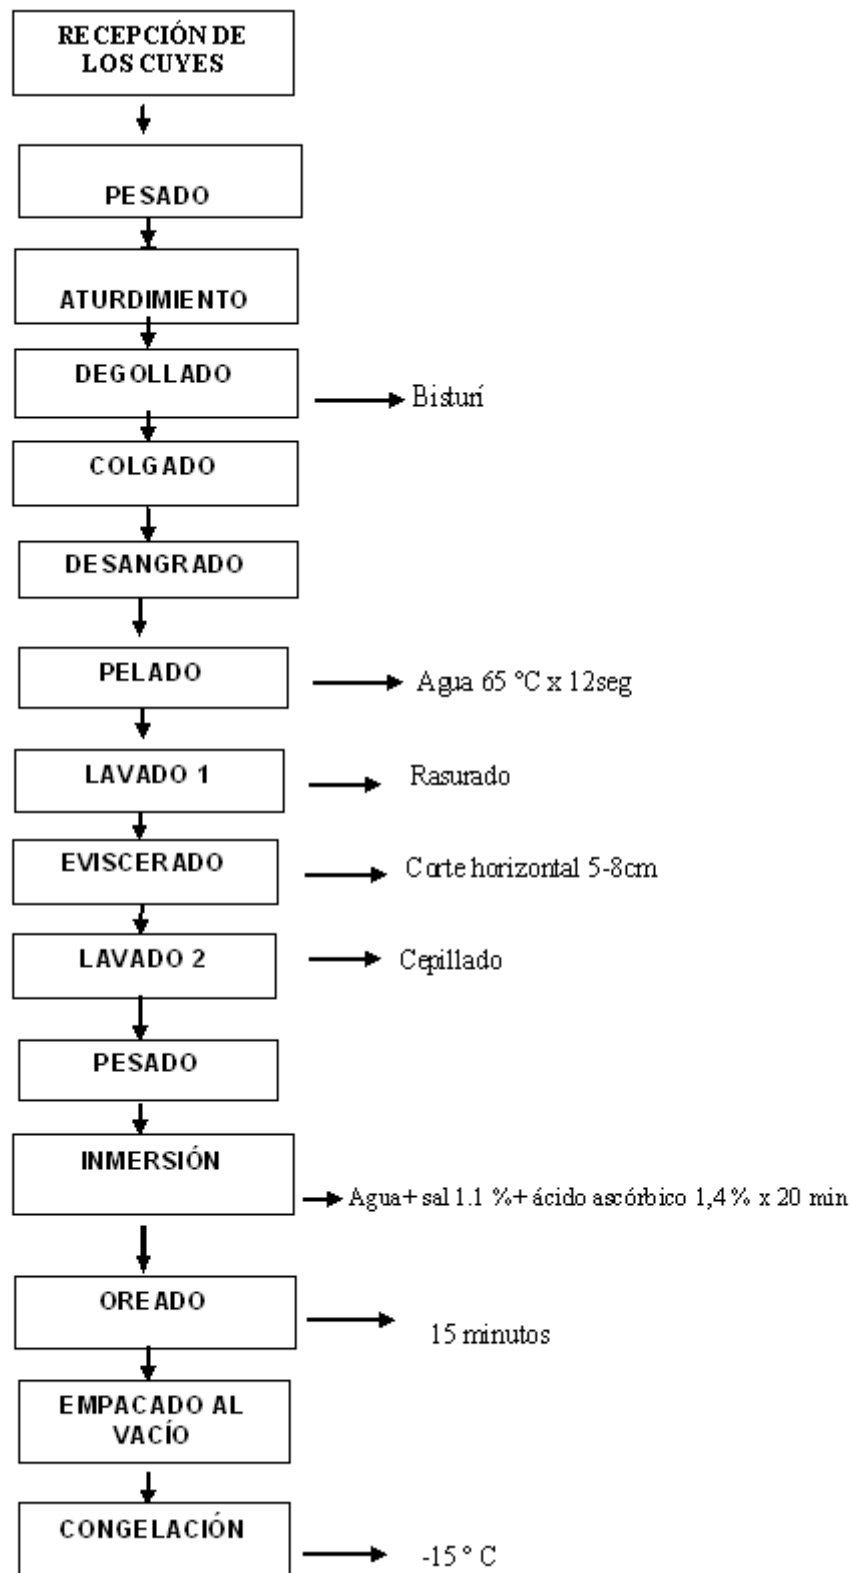 RECEPCIÓN DE
LOS CUYES
PESADO
ATURDIMIENTO
DEGOLLADO
Bisturí
COLGADO
DESANGRADO
PELADO
Agua 65 °C x 12seg
LAVADO 1
Rasurado
EVISCERADO
Corte horizontal 5-8cm
LAVADO 2
Cepillado
PESADO
INMERSIÓN
Agua+ sal 1.1 %+ ácido ascórbico 1,4% x 20 min
OREADO
15 minutos
EMPACADO AL
VACÍO
CONGELACIÓN
-15 ° C